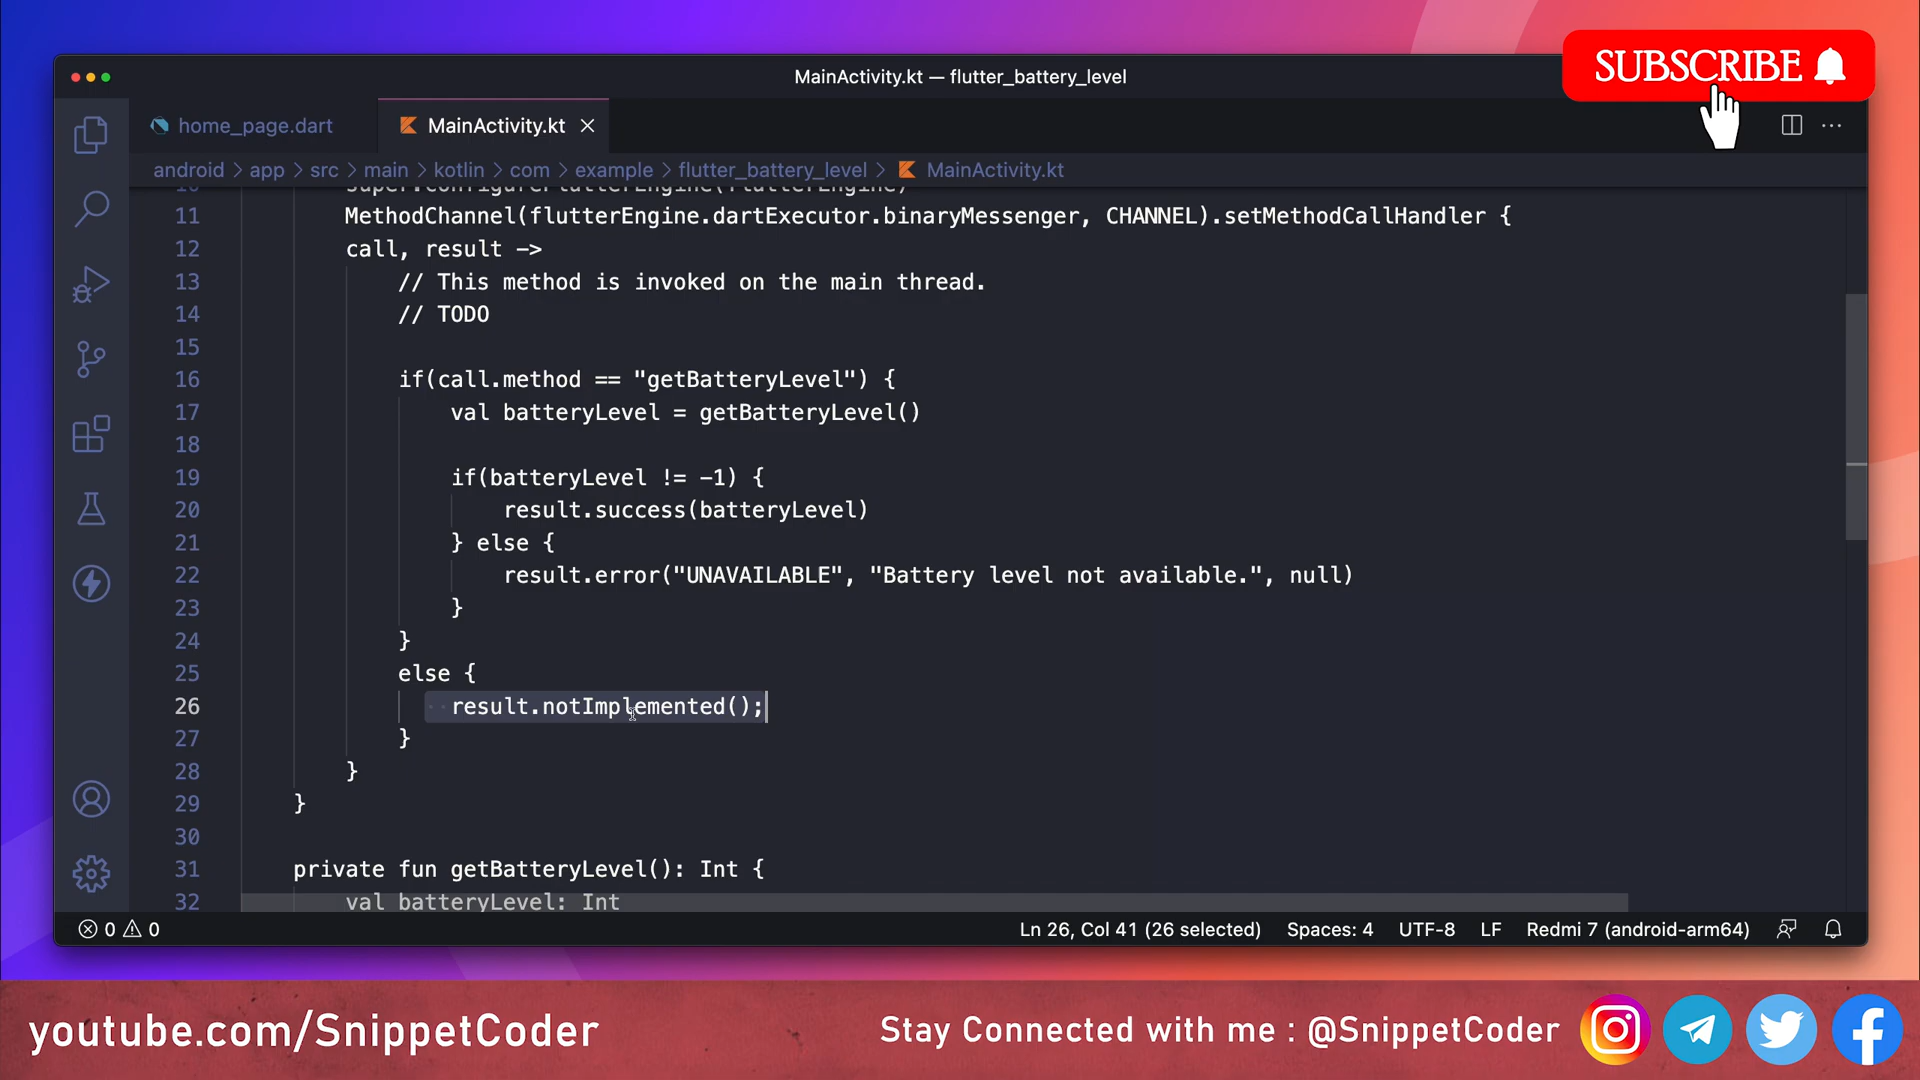 SUBSCRIBE
MainActivity.kt — flutter_battery_level
home_page.dart
MainActivity.kt
android > app > src > main > kotlin > com > example > flutter_battery_level > MainActivity.kt
10 super.configureFlutterEngine(flutterEngine)
11 MethodChannel(flutterEngine.dartExecutor.binaryMessenger, CHANNEL).setMethodCallHandler {
12 call, result ->
13 // This method is invoked on the main thread.
14 // TODO
15
16 if(call.method == "getBatteryLevel") {
17 val batteryLevel = getBatteryLevel()
18
19 if(batteryLevel != -1) {
20 result.success(batteryLevel)
21 } else {
22 result.error("UNAVAILABLE", "Battery level not available.", null)
23 }
24 }
25 else {
26 result.notImplemented();
27 }
28 }
29 }
30
31 private fun getBatteryLevel(): Int {
32 val batteryLevel: Int
0 0 Ln 26, Col 41 (26 selected) Spaces: 4 UTF-8 LF Redmi 7 (android-arm64)
youtube.com/SnippetCoder Stay Connected with me : @SnippetCoder